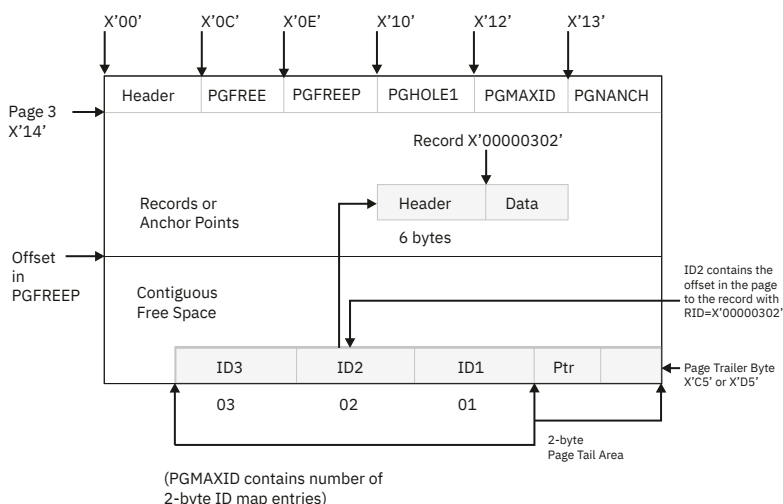 X'00' X'0C' X'0E' X'10' X'12' X'13'
Header PGFREE PGFREEP PGHOLE1 PGMAXID PGNANCH
Page 3
X'14'
Record X'00000302'
Records or
Anchor Points
Header Data
6 bytes
Offset
in
PGFREEP
Contiguous
Free Space
ID2 contains the
offset in the page
to the record with
RID=X'00000302'
ID3 ID2 ID1 Ptr
Page Trailer Byte
X'C5' or X'D5'
03 02 01
2-byte
Page Tail Area
(PGMAXID contains number of
2-byte ID map entries)